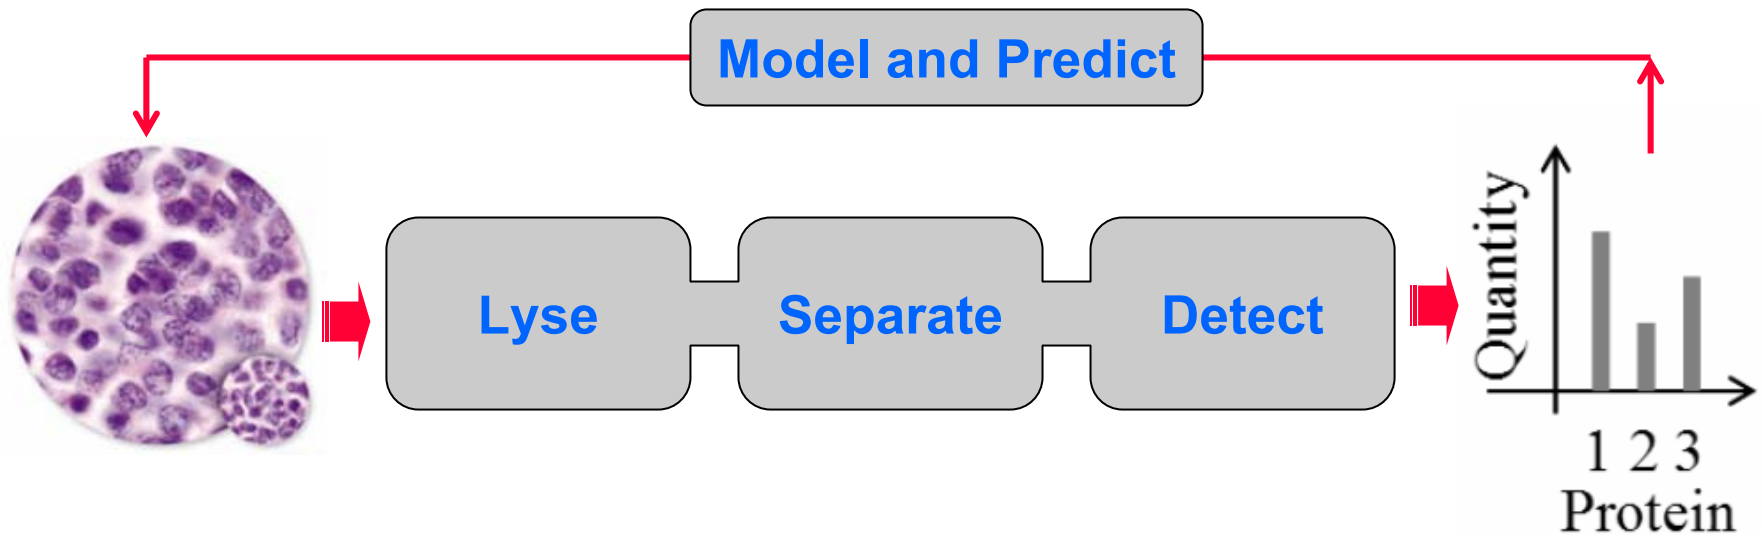 Model and Predict
Lyse
Separate
Detect
Quantity
1 2 3
Protein